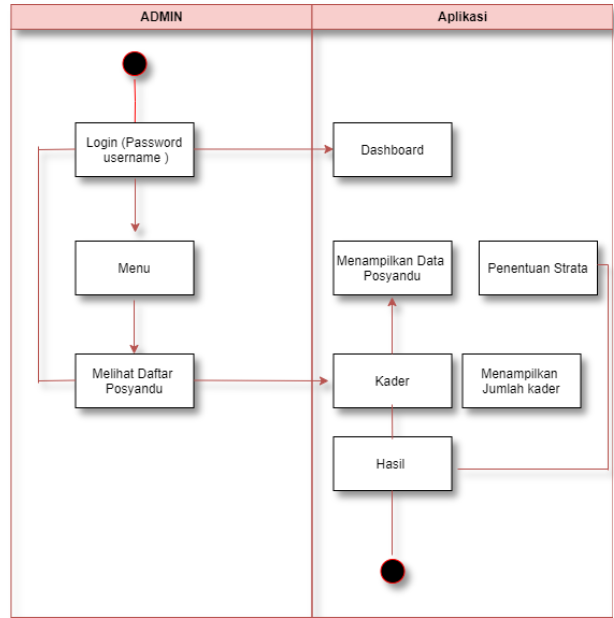 ADMIN
Aplikasi
Login (Password
username )
Dashboard
Menu
Menampilkan Data
Posyandu
Penentuan Strata
Melihat Daftar
Posyandu
Kader
Menampilkan
Jumlah kader
Hasil